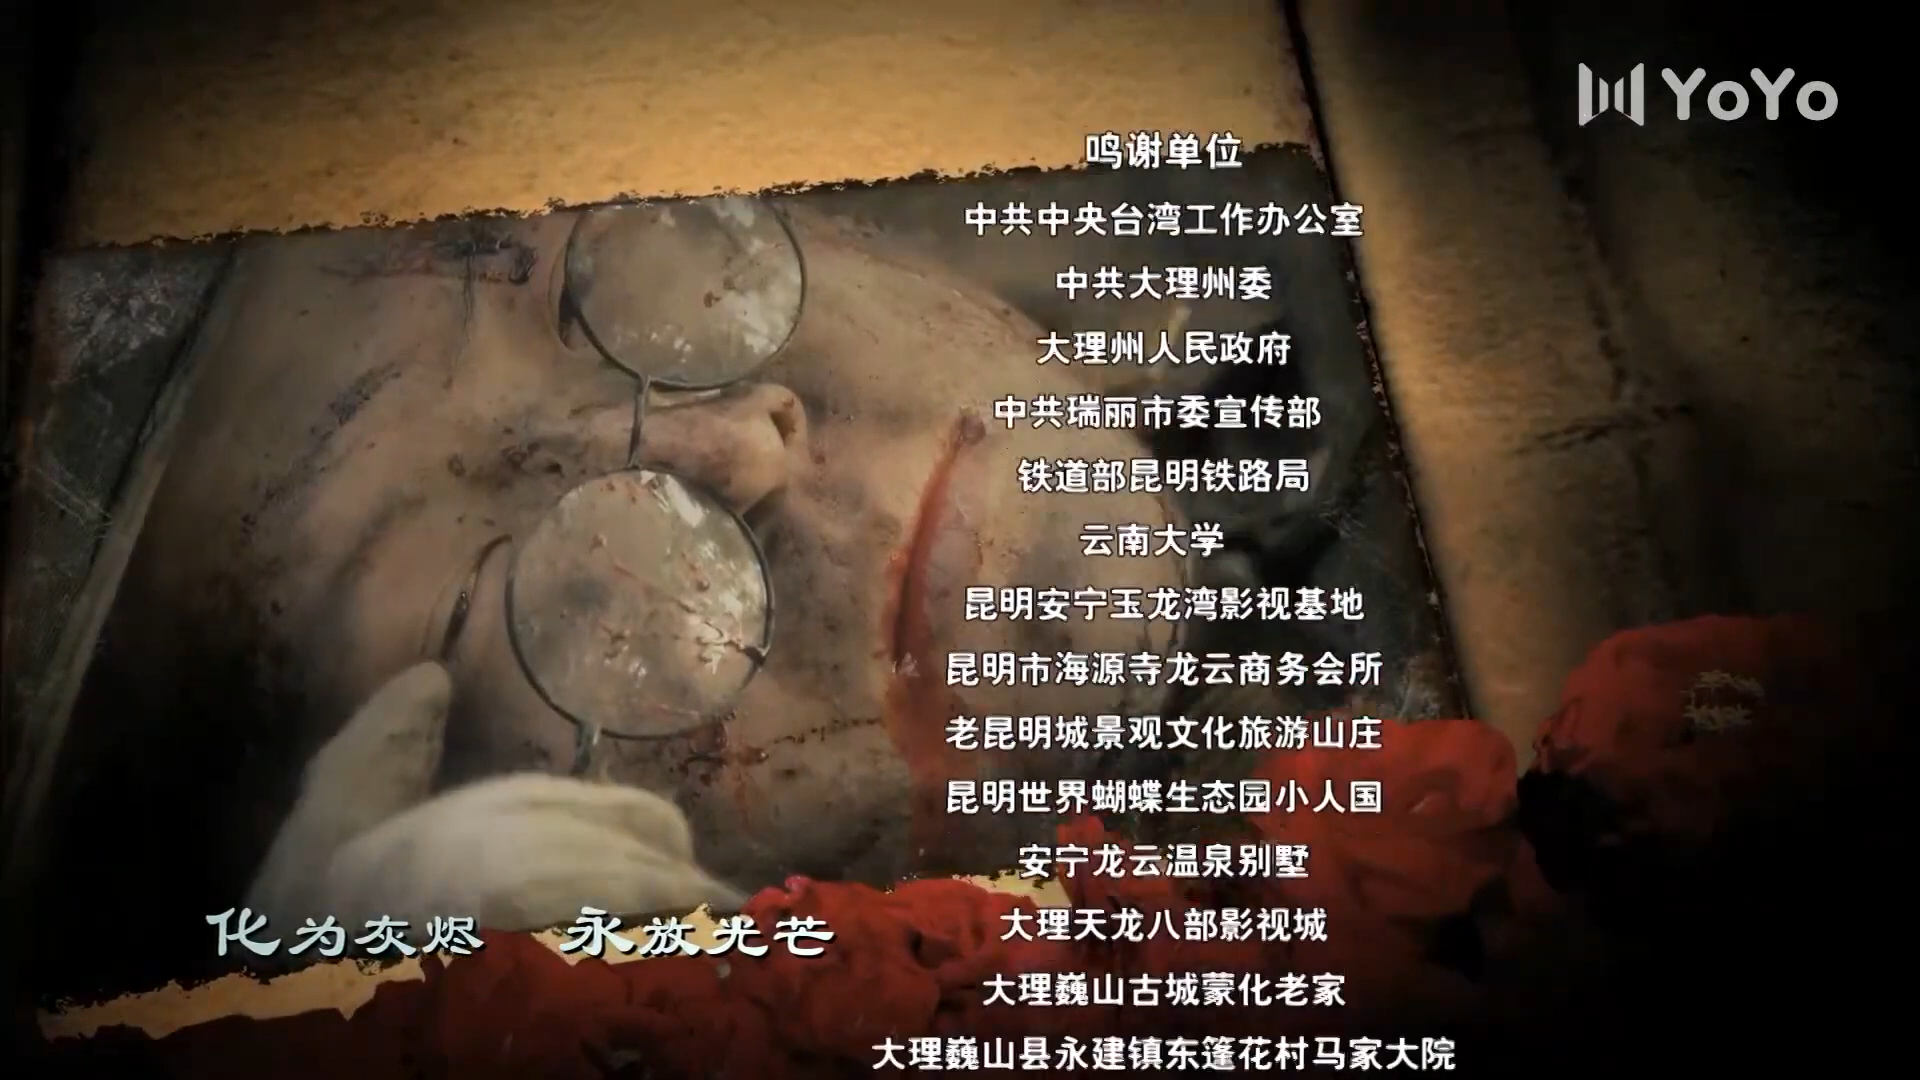 YoYo
鸣谢单位
中共中央台湾工作办公室
中共大理州委
大理州人民政府
中共瑞丽市委宣传部
铁道部昆明铁路局
云南大学
昆明安宁玉龙湾影视基地
昆明市海源寺龙云商务会所
老昆明城景观文化旅游山庄
昆明世界蝴蝶生态园小人国
安宁龙云温泉别墅
大理天龙八部影视城
大理巍山古城蒙化老家
大理巍山县永建镇东篷花村马家大院
化为灰烬 永放光芒